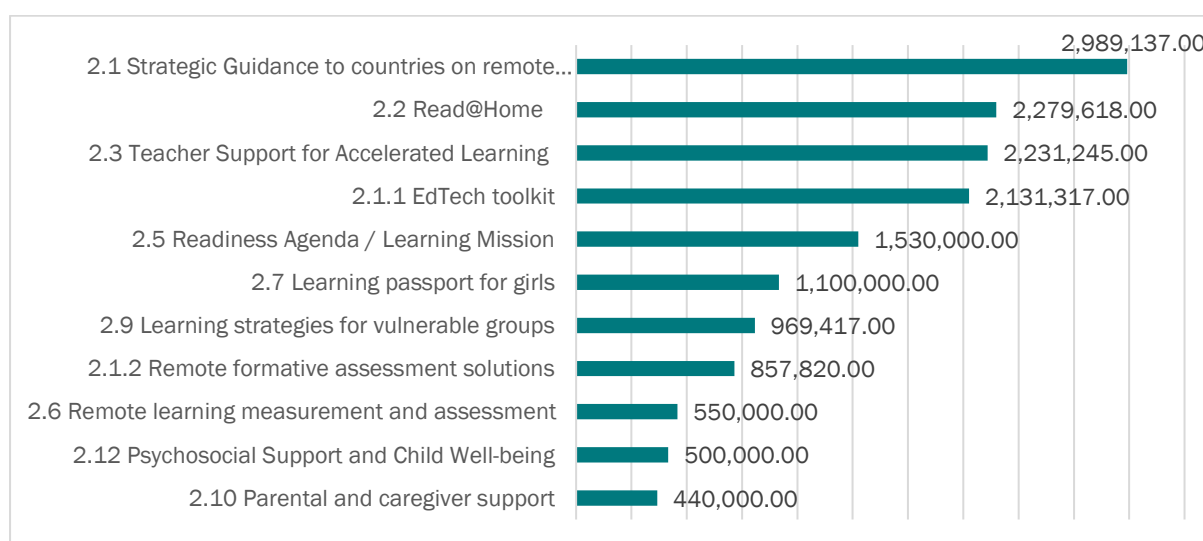 2.1 Strategic Guidance to countries on remote... 2,989,137.00
2.2 Read@Home 2,279,618.00
2.3 Teacher Support for Accelerated Learning 2,231,245.00
2.1.1 EdTech toolkit 2,131,317.00
2.5 Readiness Agenda / Learning Mission 1,530,000.00
2.7 Learning passport for girls 1,100,000.00
2.9 Learning strategies for vulnerable groups 969,417.00
2.1.2 Remote formative assessment solutions 857,820.00
2.6 Remote learning measurement and assessment 550,000.00
2.12 Psychosocial Support and Child Well-being 500,000.00
2.10 Parental and caregiver support 440,000.00